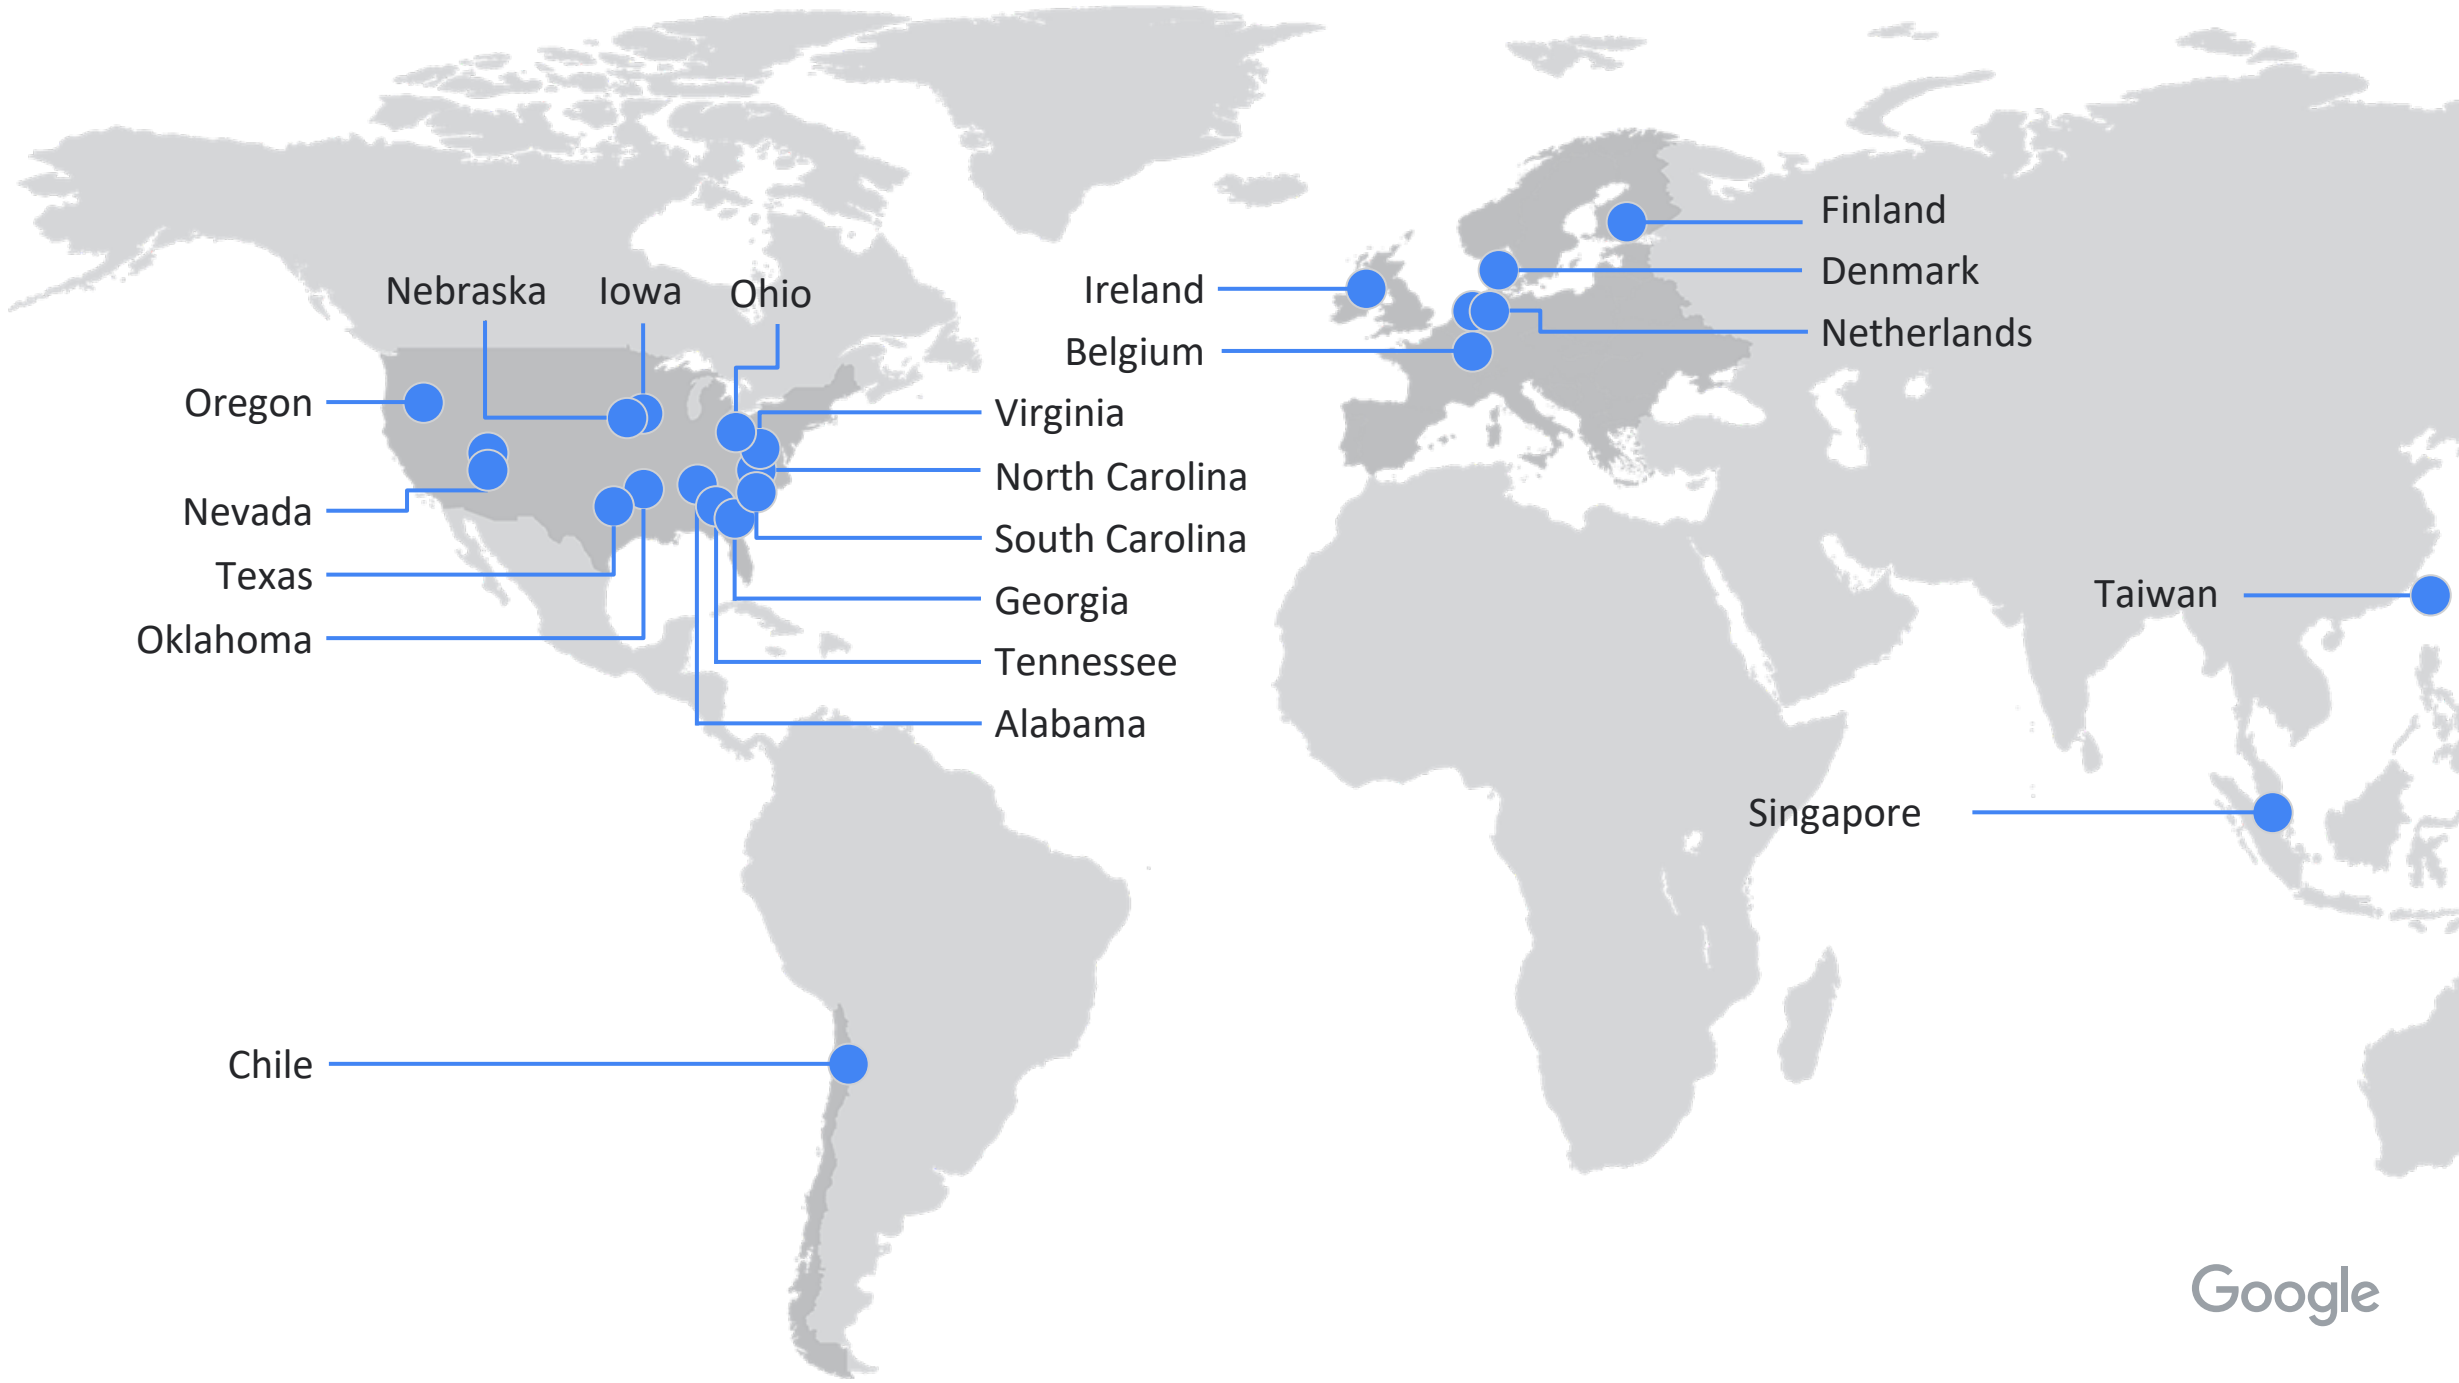 Nebraska
Iowa
Ohio
Oregon
Nevada
Texas
Oklahoma
Virginia
North Carolina
South Carolina
Georgia
Tennessee
Alabama
Chile
Ireland
Belgium
Finland
Denmark
Netherlands
Taiwan
Singapore
Google